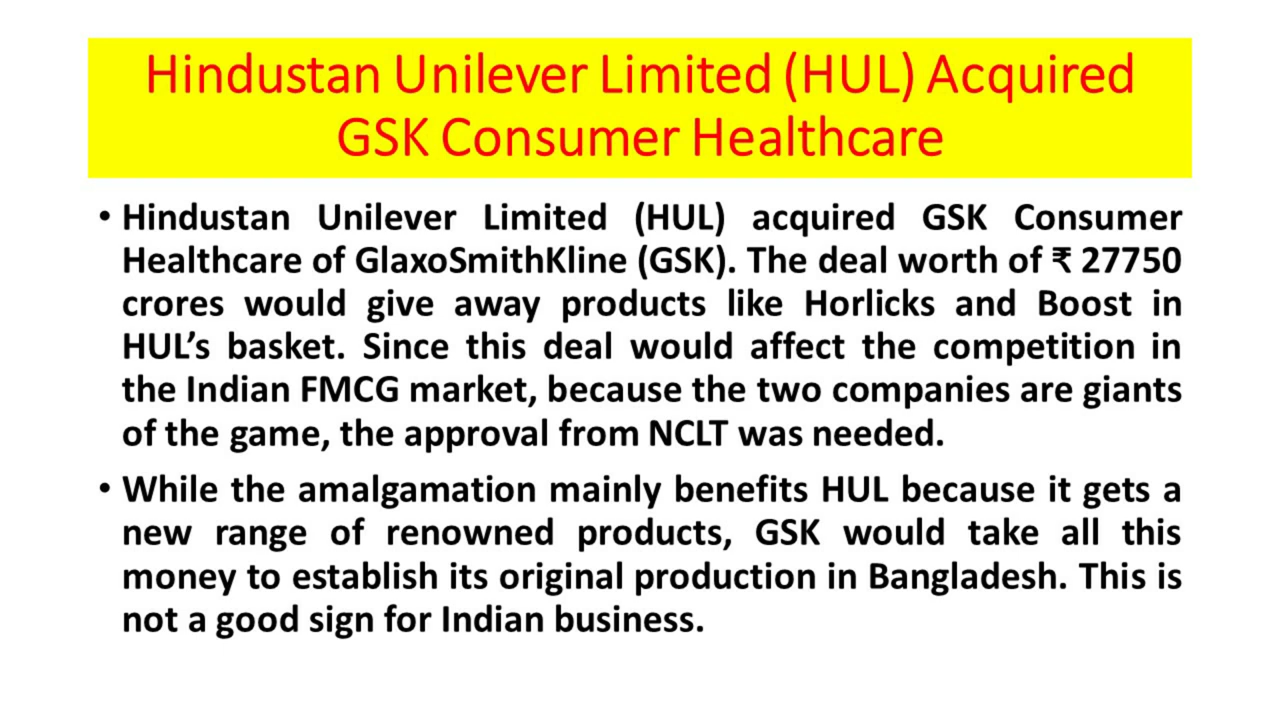 Hindustan Unilever Limited (HUL) Acquired
GSK Consumer Healthcare
• Hindustan Unilever Limited (HUL) acquired GSK Consumer
Healthcare of GlaxoSmithKline (GSK). The deal worth of ₹ 27750
crores would give away products like Horlicks and Boost in
HUL’s basket. Since this deal would affect the competition in
the Indian FMCG market, because the two companies are giants
of the game, the approval from NCLT was needed.
• While the amalgamation mainly benefits HUL because it gets a
new range of renowned products, GSK would take all this
money to establish its original production in Bangladesh. This is
not a good sign for Indian business.